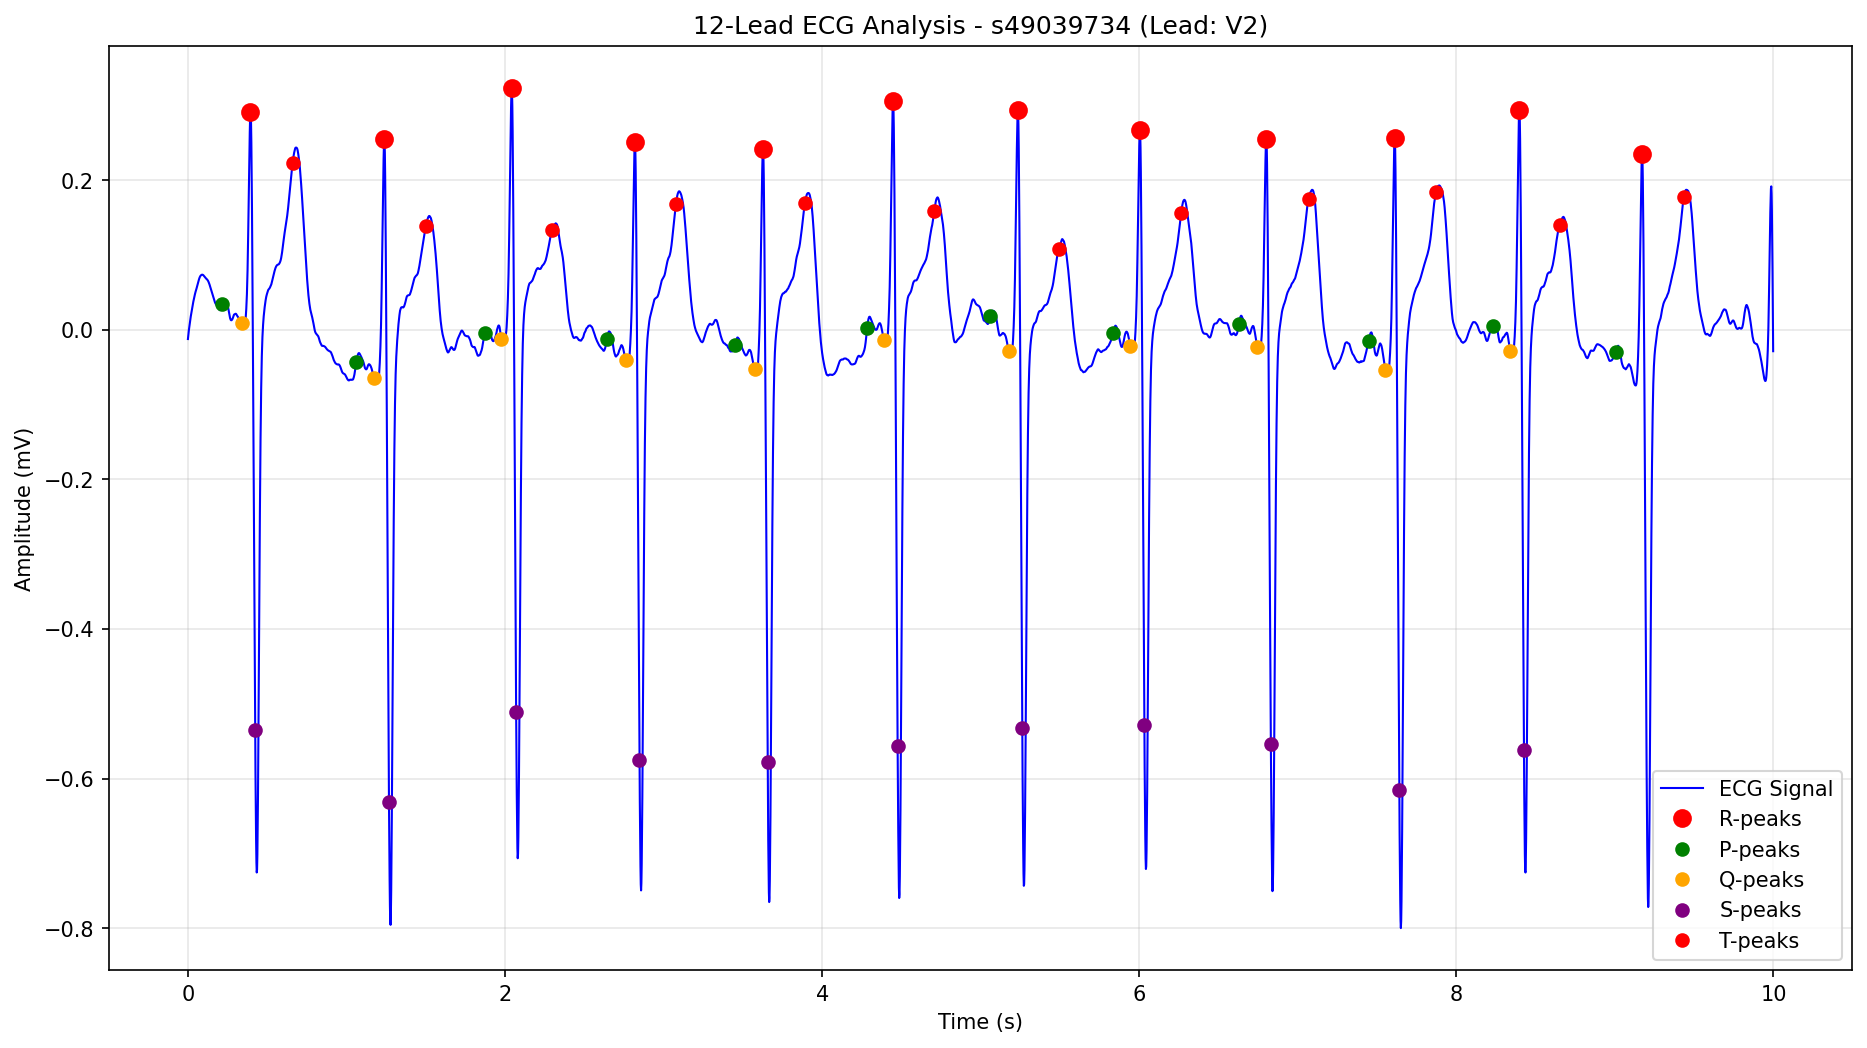 12-Lead ECG Analysis - s49039734 (Lead: V2)
Amplitude (mV)
0.2
0.0
−0.2
−0.4
−0.6
−0.8
0
2
4
6
8
10
Time (s)
ECG Signal
R-peaks
P-peaks
Q-peaks
S-peaks
T-peaks